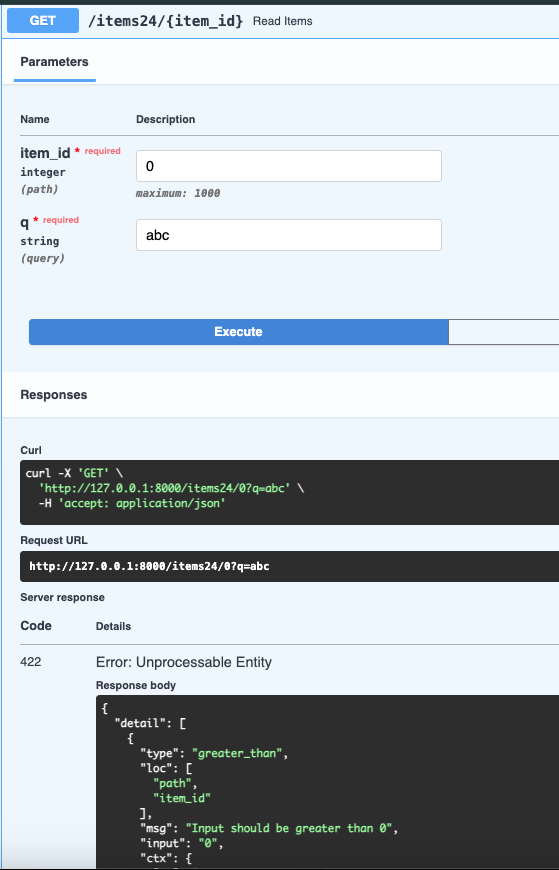 GET /items24/{item_id} Read Items
Parameters
Name Description
item_id * required
integer
(path)
0
maximum: 1000
q * required
string
(query)
abc
Execute
Responses
Curl
curl -X 'GET' \
'http://127.0.0.1:8000/items24/0?q=abc' \
-H 'accept: application/json'
Request URL
http://127.0.0.1:8000/items24/0?q=abc
Server response
Code Details
422 Error: Unprocessable Entity
Response body
{
"detail": [
{
"type": "greater_than",
"loc": [
"path",
"item_id"
],
"msg": "Input should be greater than 0",
"input": "0",
"ctx": {